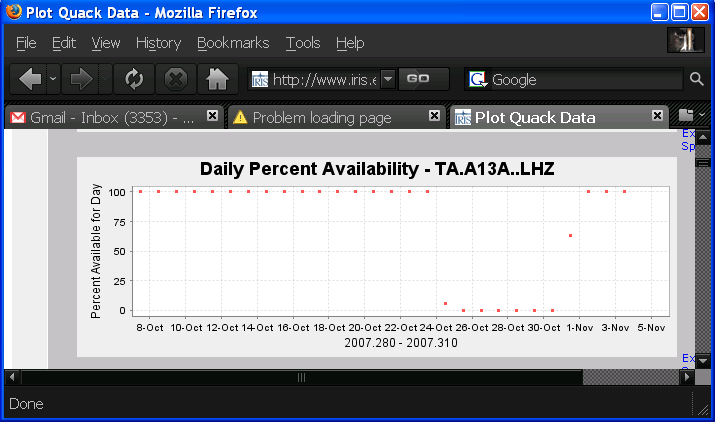 Plot Quack Data - Mozilla Firefox
File Edit View History Bookmarks Tools Help
IRIS http://www.iris.e GO G Google
Gmail - Inbox (3353) - ... Problem loading page IRIS Plot Quack Data
Ex
Sp
Daily Percent Availability - TA.A13A..LHZ
Percent Available for Day
100
75
50
25
0
8-Oct 10-Oct 12-Oct 14-Oct 16-Oct 18-Oct 20-Oct 22-Oct 24-Oct 26-Oct 28-Oct 30-Oct 1-Nov 3-Nov 5-Nov
2007.280 - 2007.310
Ex
Done